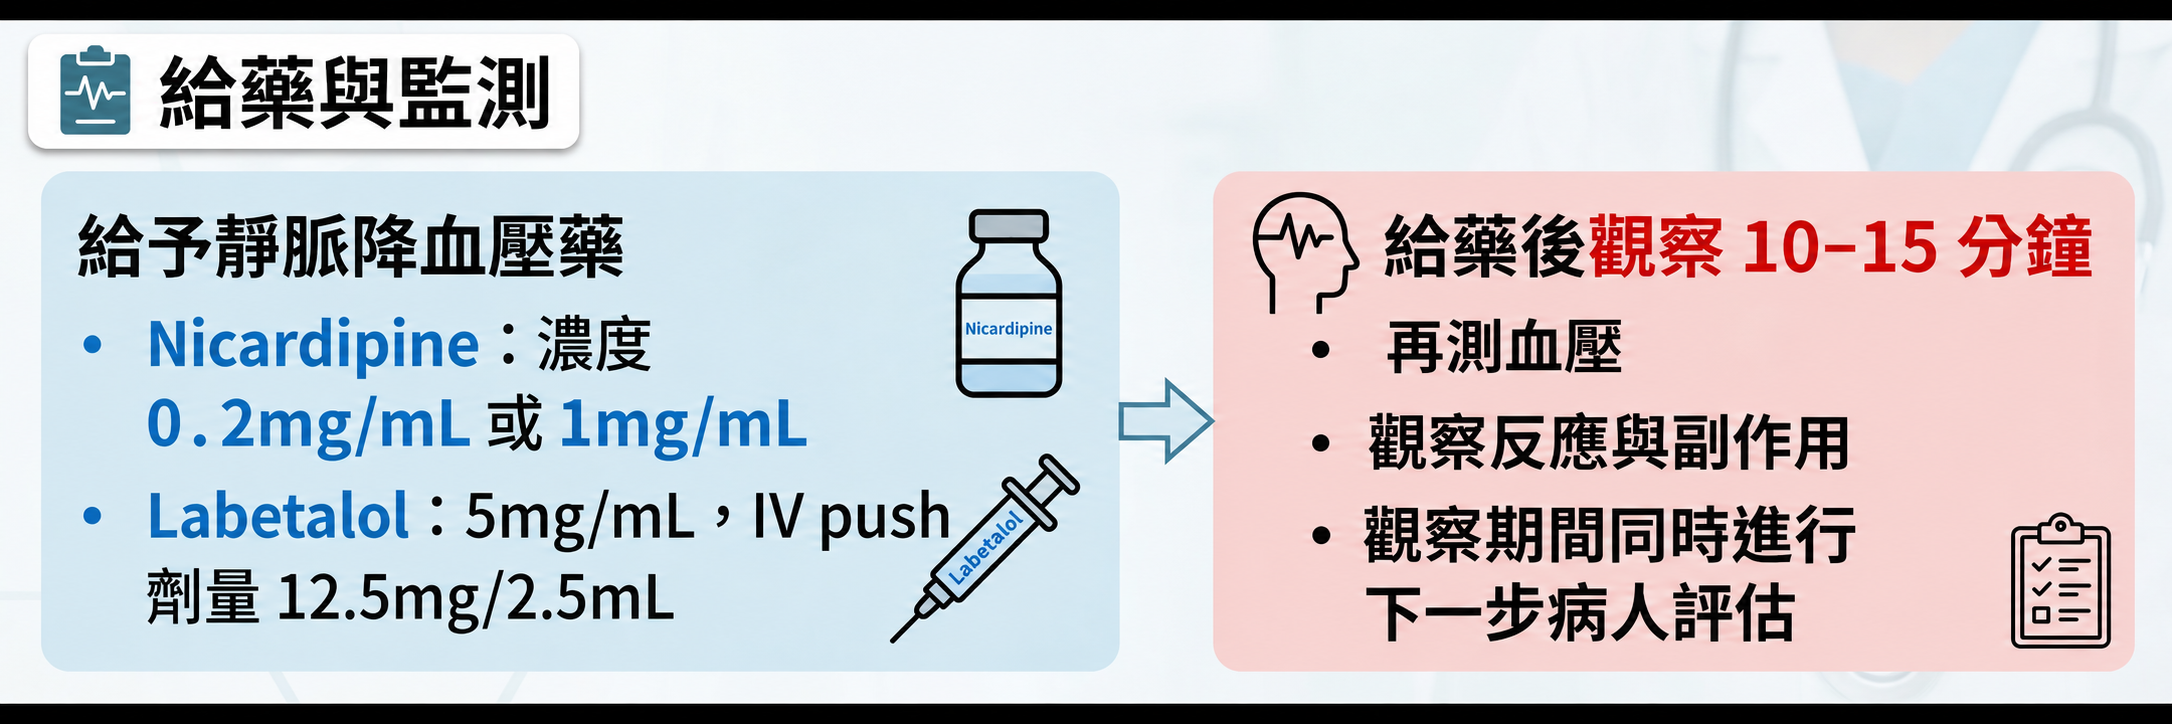 給藥與監測
給予靜脈降血壓藥
• Nicardipine：濃度
0.2mg/mL 或 1mg/mL
• Labetalol：5mg/mL，IV push
劑量 12.5mg/2.5mL
Nicardipine
Labetalol
給藥後觀察 10–15 分鐘
• 再測血壓
• 觀察反應與副作用
• 觀察期間同時進行
下一步病人評估